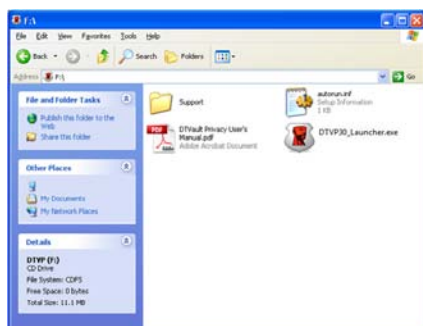 F:\
File Edit View Favorites Tools Help
Back Search Folders
Address F:\ Go
File and Folder Tasks
Publish this folder to the Web
Share this folder
Other Places
My Documents
My Network Places
Details
DTVP (F:)
CD Drive
File System: CDFS
Free Space: 0 bytes
Total Size: 11.1 MB
Support
autorun.inf
Setup Information
1 KB
PDF
DTVault Privacy User's
Manual.pdf
Adobe Acrobat Document
DTVP30_Launcher.exe